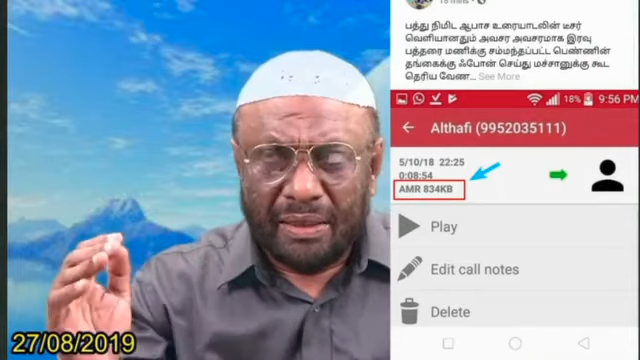 பத்து நிமிட ஆபாச உரையாடலின் டீசர்
வெளியானதும் அவசர அவசரமாக இரவு
பத்தரை மணிக்கு சம்மந்தப்பட்ட பெண்ணின்
தங்கைக்கு ஃபோன் செய்து மச்சானுக்கு கூட
தெரிய வேண... See More
18% 9:56 PM
Althafi (9952035111)
5/10/18 22:25
0:08:54
AMR 834KB
Play
Edit call notes
Delete
27/08/2019